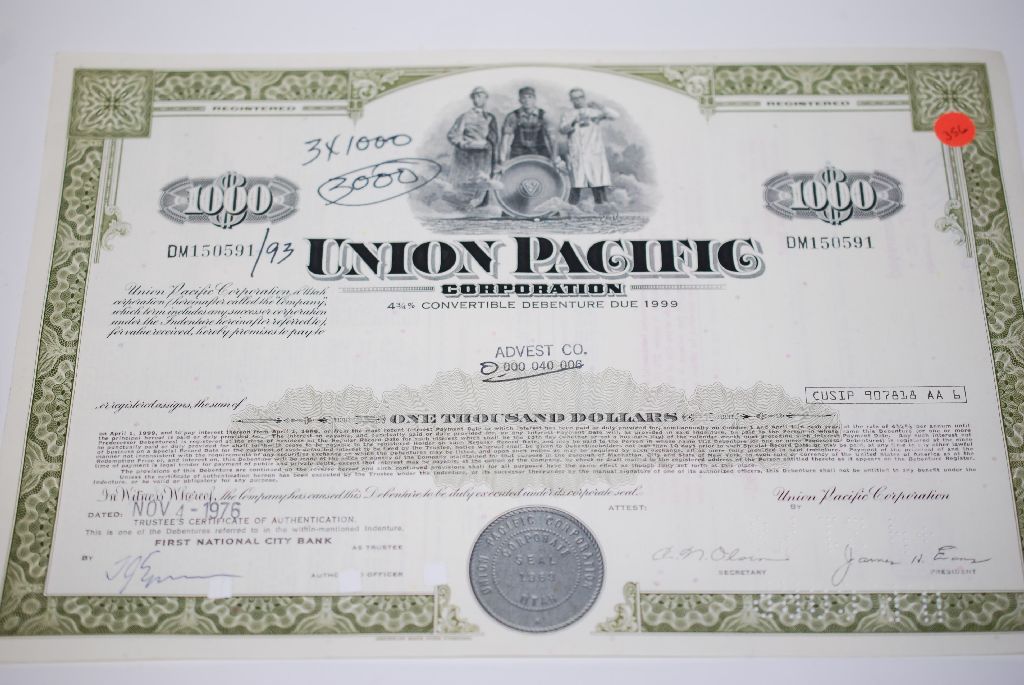 REGISTERED
REGISTERED
356
3X1000
3000
1000
1000
DM150591/93
DM150591
UNION PACIFIC
CORPORATION
4¾% CONVERTIBLE DEBENTURE DUE 1999
Union Pacific Corporation, a Utah
corporation (hereinafter called the Company,
which term includes any successor corporation
under the Indenture hereinafter referred to),
for value received, hereby promises to pay to
ADVEST CO.
0 000 040 006
CUSIP 907818 AA 6
or registered assigns, the sum of
ONE THOUSAND DOLLARS
In Witness Whereof, the Company has caused this Debenture to be duly executed under its corporate seal.
DATED: NOV 4-1976
ATTEST:
Union Pacific Corporation
BY
TRUSTEE'S CERTIFICATE OF AUTHENTICATION.
This is one of the Debentures referred to in the within-mentioned Indenture.
FIRST NATIONAL CITY BANK
AS TRUSTEE
BY
OFFICER
UNION PACIFIC CORPORATION
CORPORATE
SEAL
1969
UTAH
SECRETARY
James H. Evans
PRESIDENT